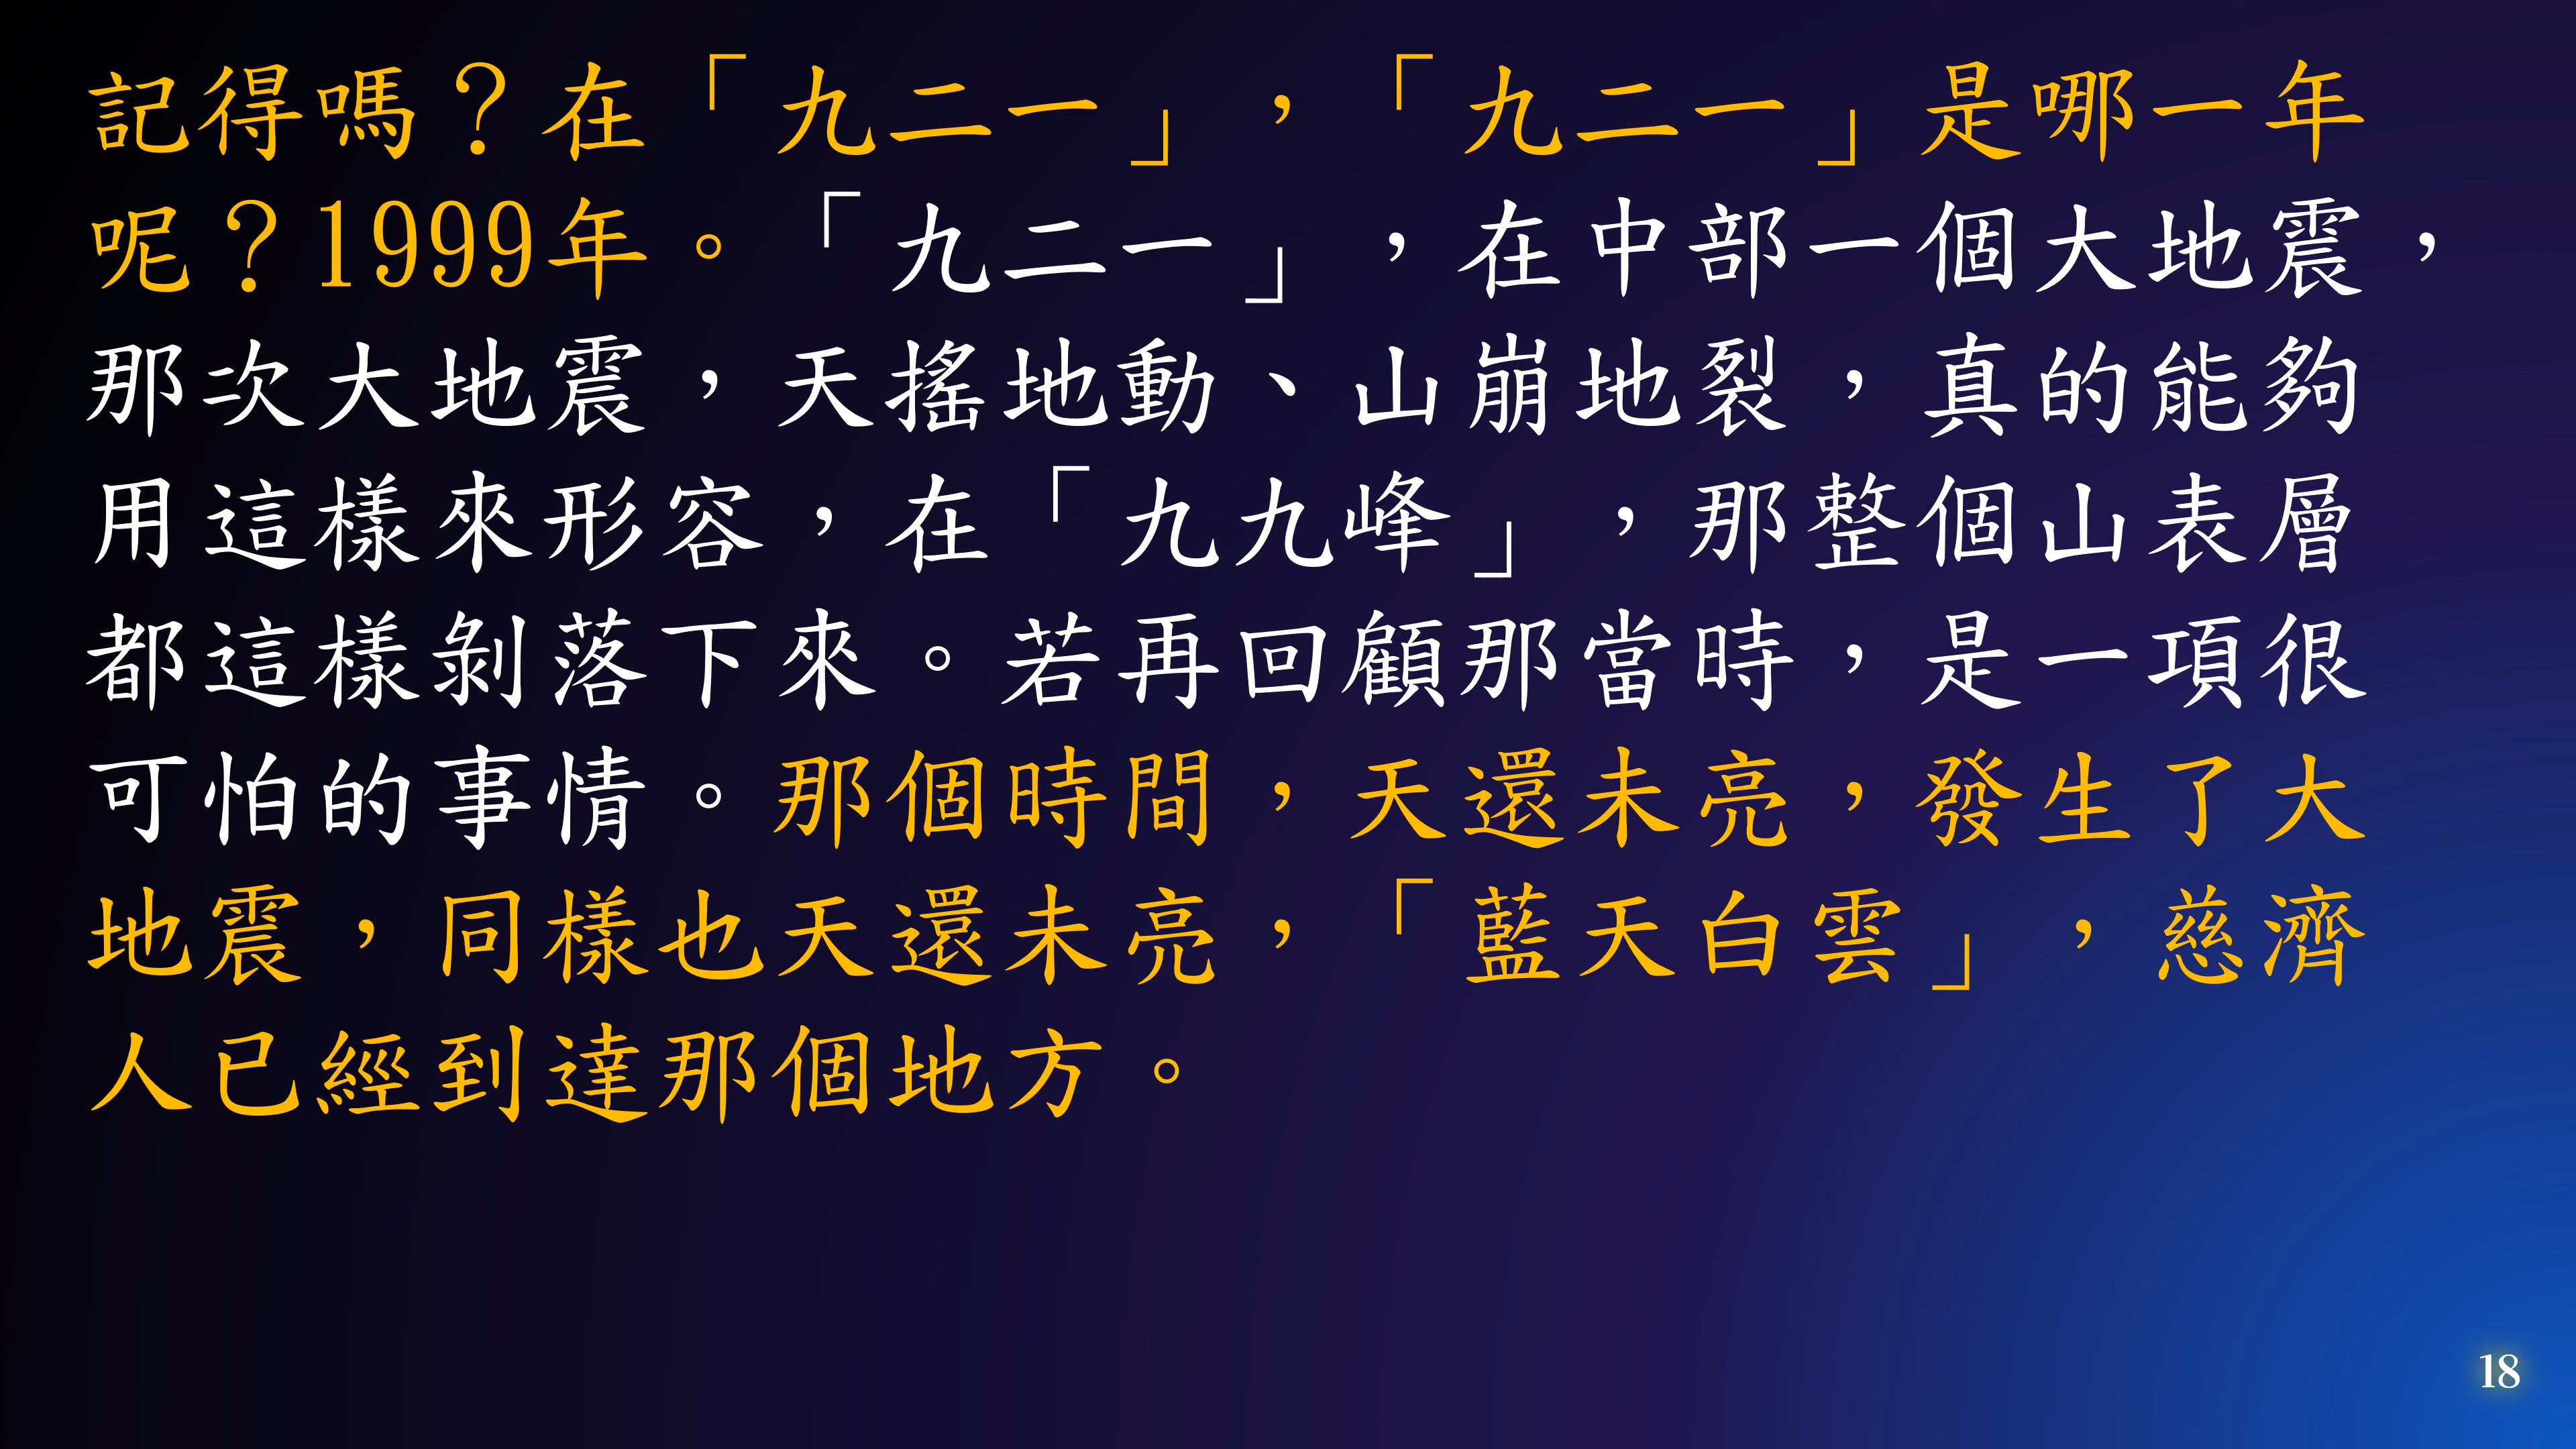 記得嗎？在「九二一」，「九二一」是哪一年
呢？1999年。「九二一」，在中部一個大地震，
那次大地震，天搖地動、山崩地裂，真的能夠
用這樣來形容，在「九九峰」，那整個山表層
都這樣剝落下來。若再回顧那當時，是一項很
可怕的事情。那個時間，天還未亮，發生了大
地震，同樣也天還未亮，「藍天白雲」，慈濟
人已經到達那個地方。
18